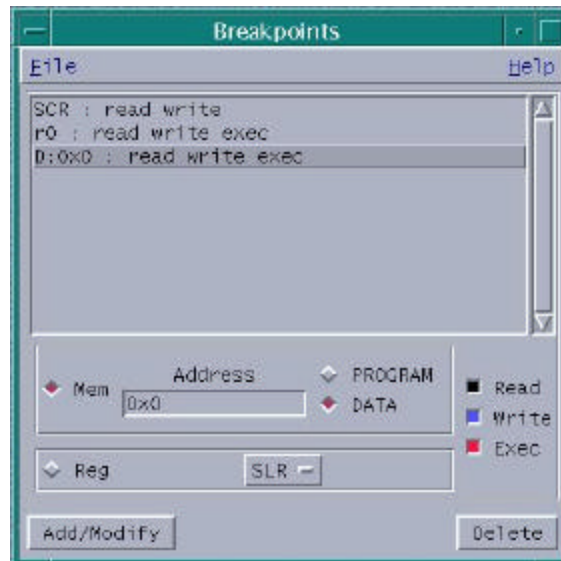 Breakpoints
File Help
SCR : read write
r0 : read write exec
D:0x0 : read write exec
Address
Mem
0x0
PROGRAM
DATA
Read
Write
Exec
Reg
SLR
Add/Modify
Delete